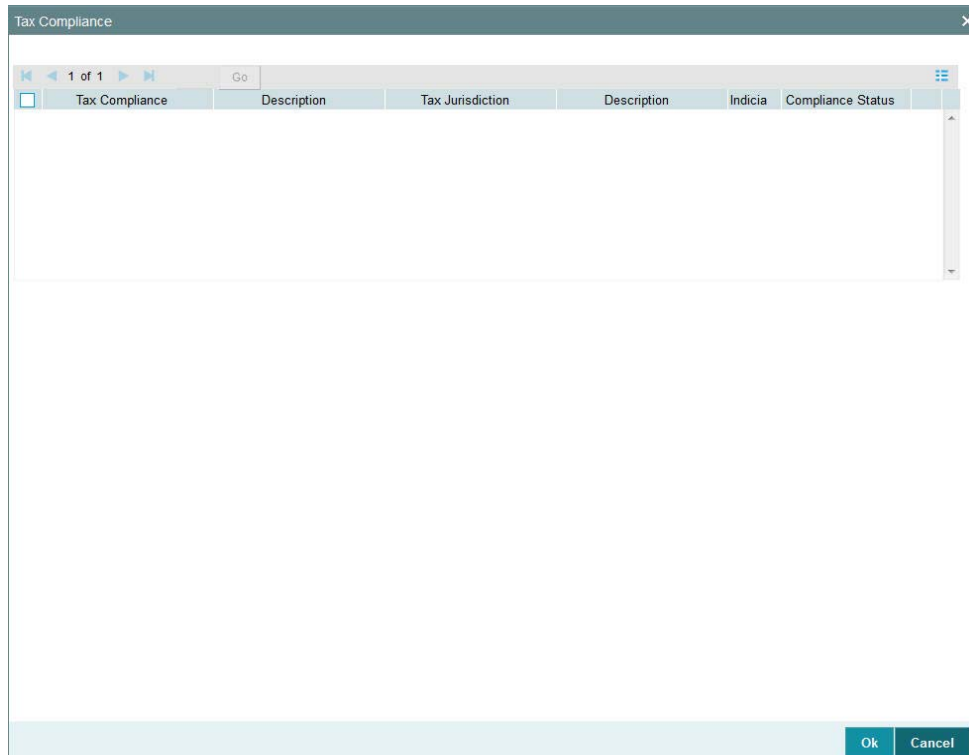 Tax Compliance
1 of 1 Go
Tax Compliance Description Tax Jurisdiction Description Indicia Compliance Status
Ok Cancel